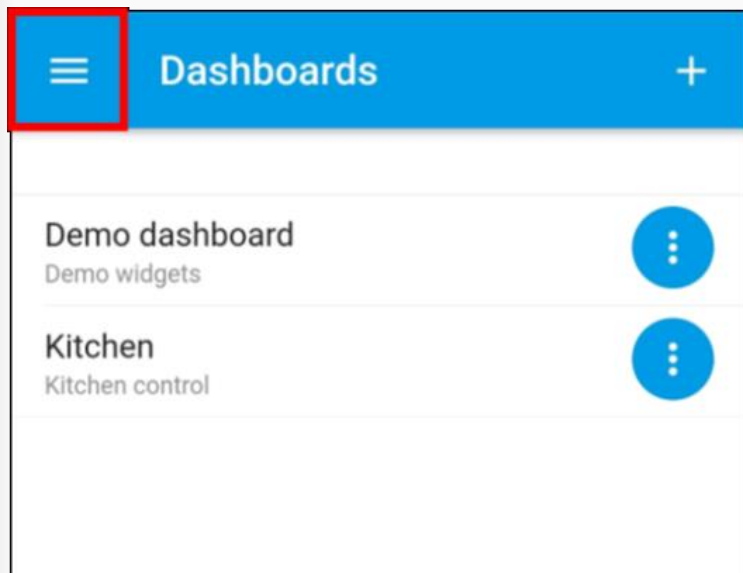 Dashboards
Demo dashboard
Demo widgets
Kitchen
Kitchen control